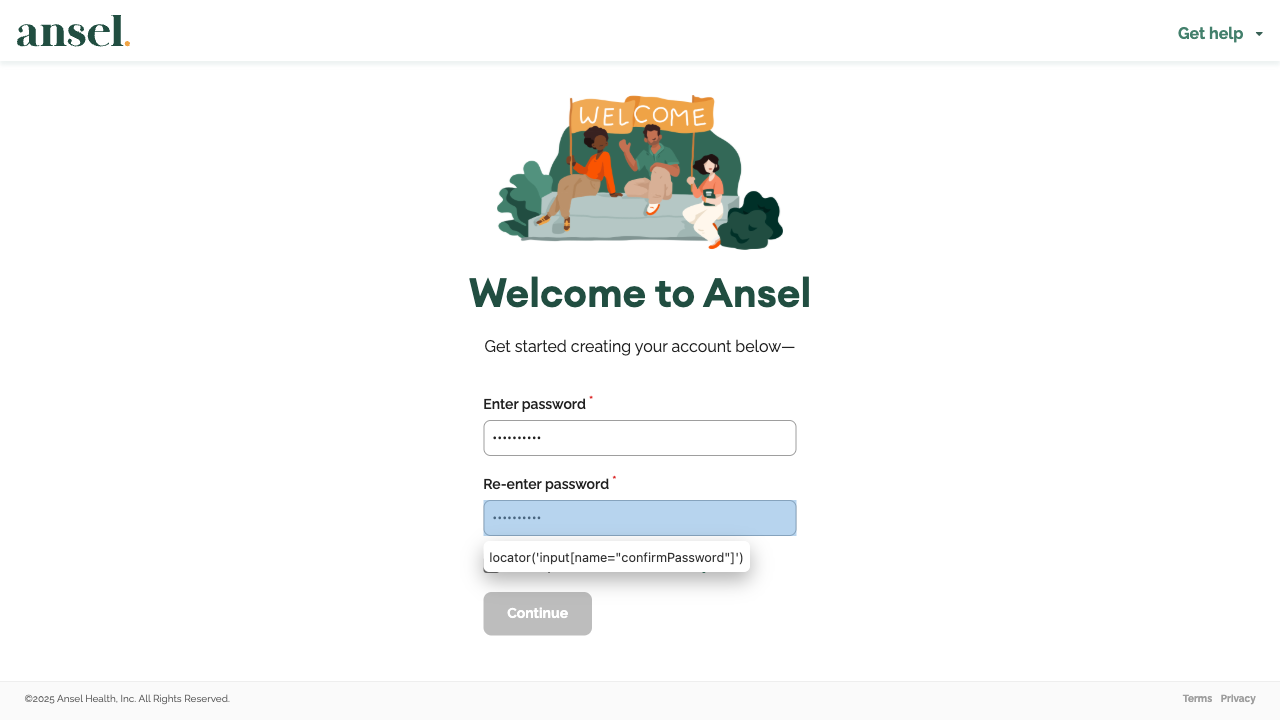 ansel.
Get help
WELCOME
Welcome to Ansel
Get started creating your account below—
Enter password *
••••••••••
Re-enter password *
••••••••••
locator('input[name="confirmPassword"]')
Continue
©2025 Ansel Health, Inc. All Rights Reserved.
Terms Privacy